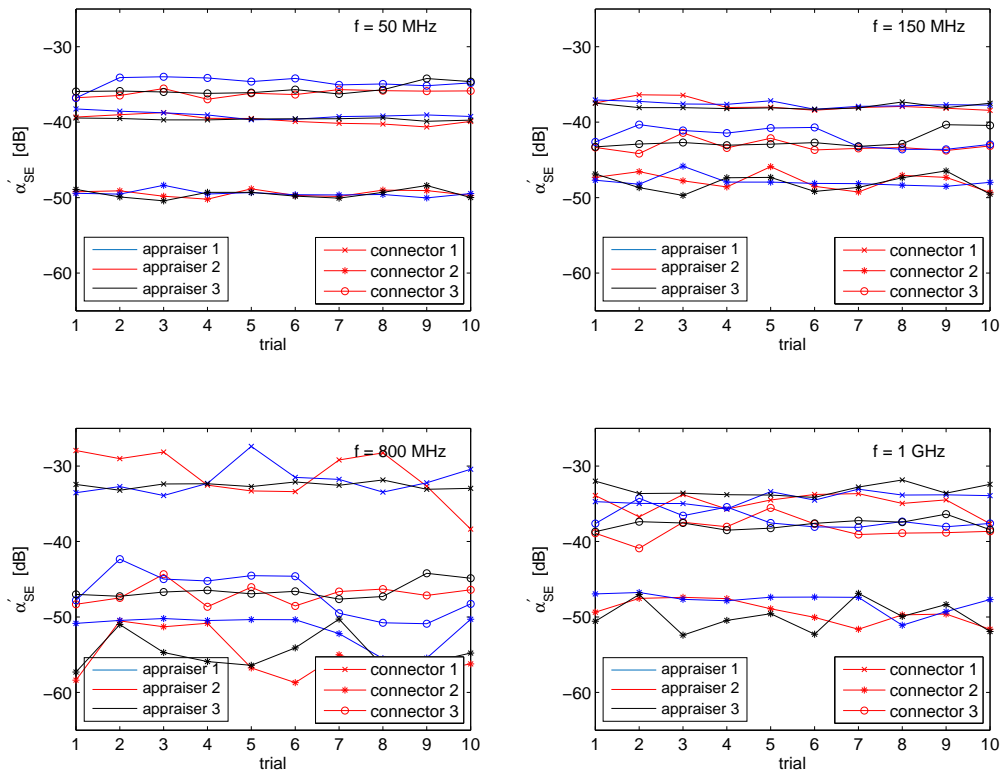 f = 50 MHz
−30
−40
−50
−60
α′SE [dB]
appraiser 1
appraiser 2
appraiser 3
connector 1
connector 2
connector 3
1 2 3 4 5 6 7 8 9 10
trial
f = 150 MHz
−30
−40
−50
−60
α′SE [dB]
appraiser 1
appraiser 2
appraiser 3
connector 1
connector 2
connector 3
1 2 3 4 5 6 7 8 9 10
trial
f = 800 MHz
−30
−40
−50
−60
α′SE [dB]
appraiser 1
appraiser 2
appraiser 3
connector 1
connector 2
connector 3
1 2 3 4 5 6 7 8 9 10
trial
f = 1 GHz
−30
−40
−50
−60
α′SE [dB]
appraiser 1
appraiser 2
appraiser 3
connector 1
connector 2
connector 3
1 2 3 4 5 6 7 8 9 10
trial